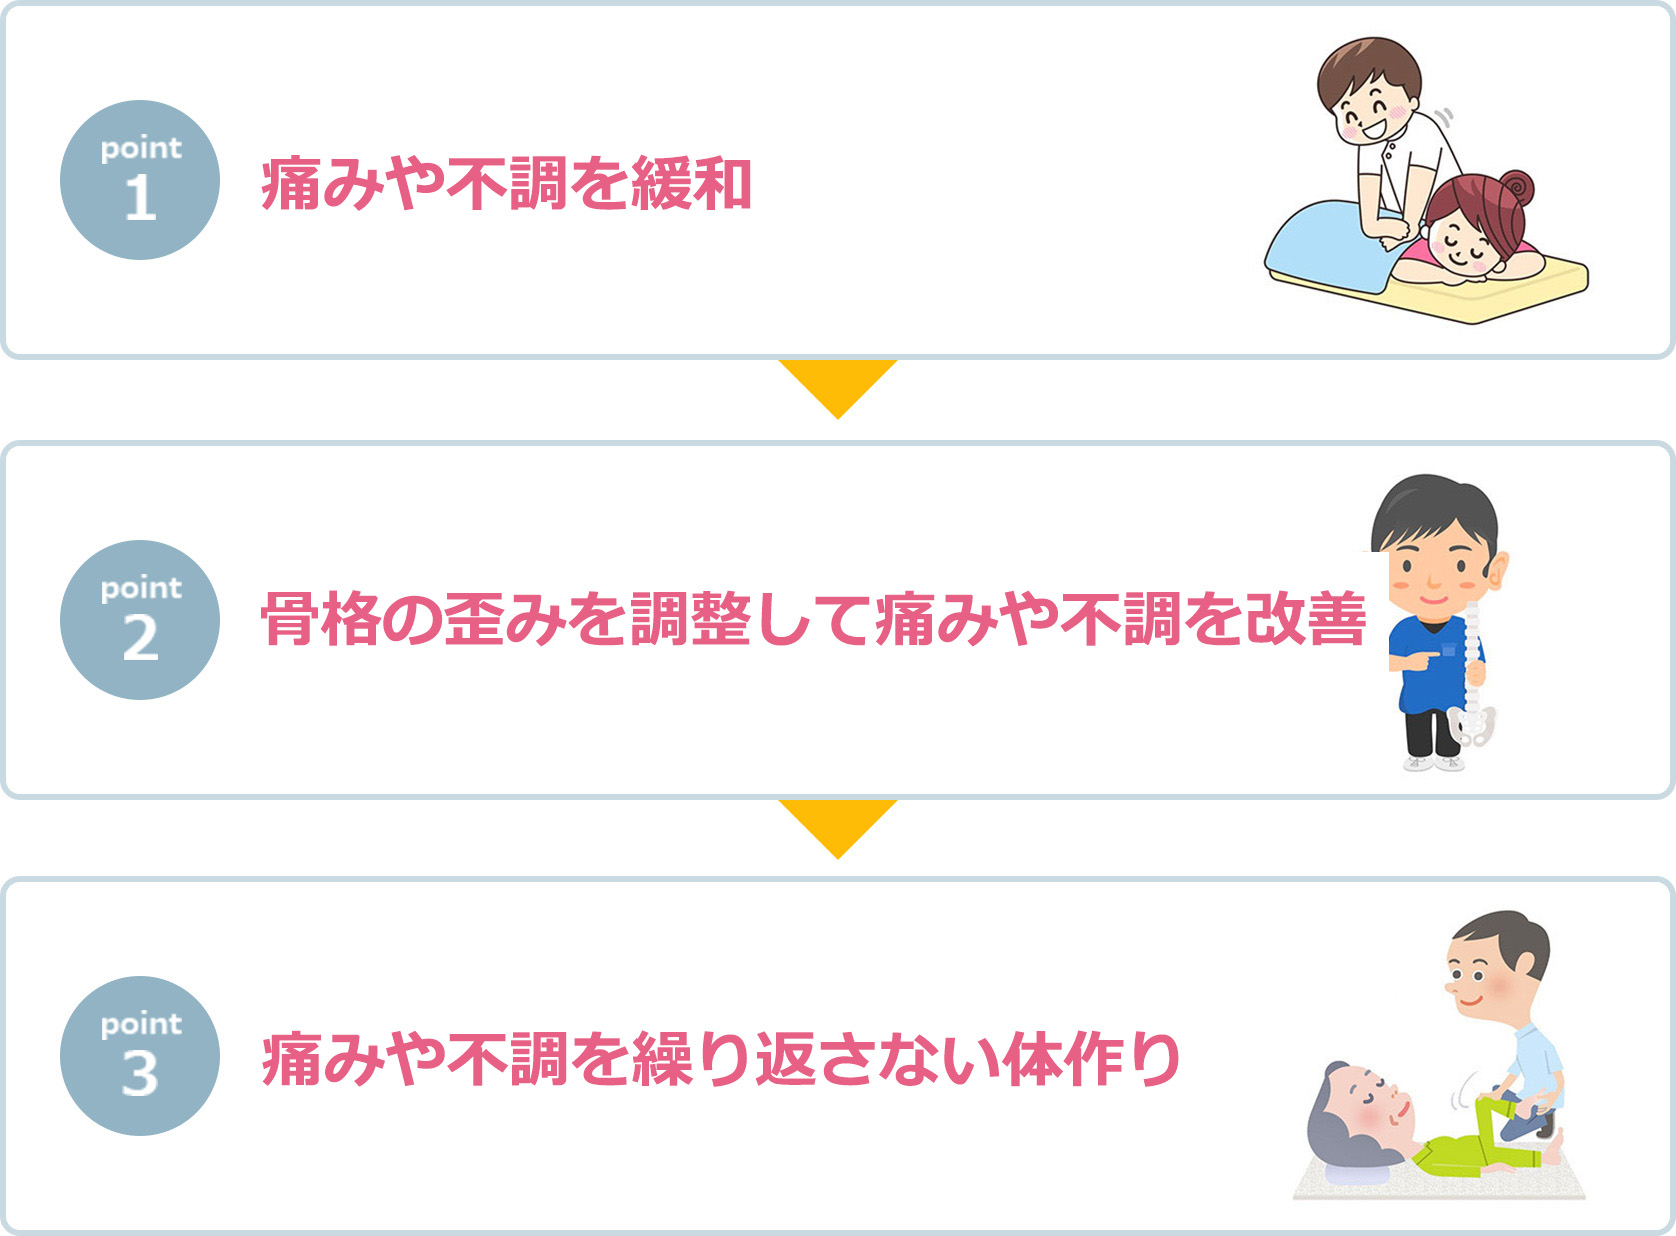 point
1
痛みや不調を緩和
point
2
骨格の歪みを調整して痛みや不調を改善
point
3
痛みや不調を繰り返さない体作り